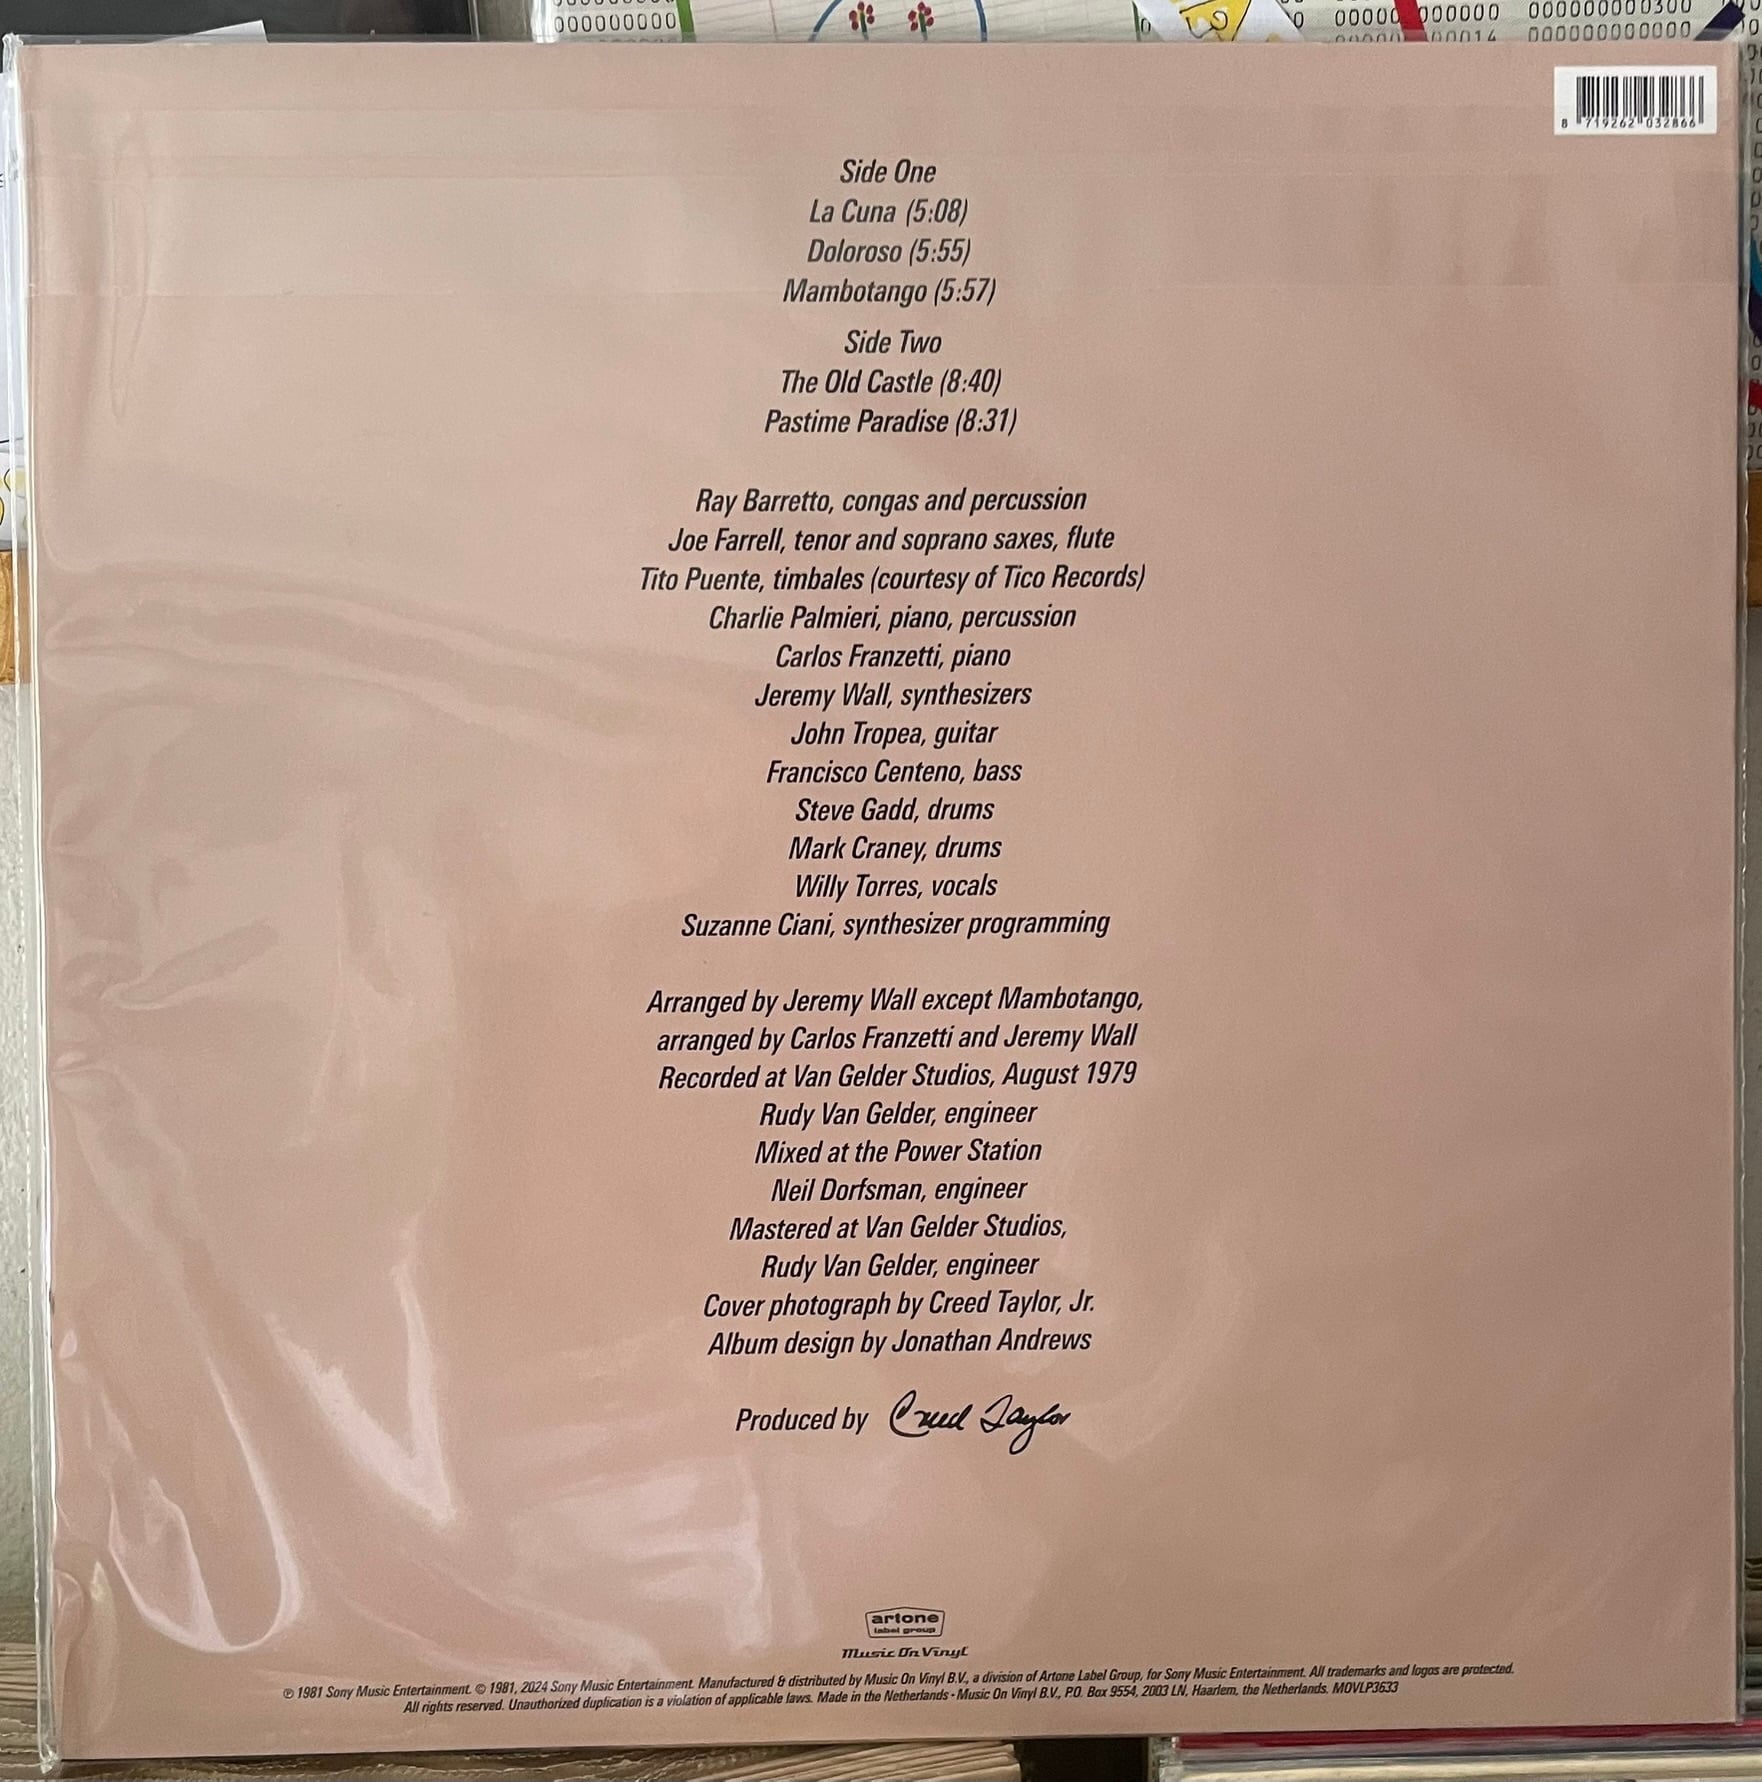 000000000
000000000300
000000
00014
000000000000
8 719262 032866
Side One
La Cuna (5:08)
Doloroso (5:55)
Mambotango (5:57)
Side Two
The Old Castle (8:40)
Pastime Paradise (8:31)
Ray Barretto, congas and percussion
Joe Farrell, tenor and soprano saxes, flute
Tito Puente, timbales (courtesy of Tico Records)
Charlie Palmieri, piano, percussion
Carlos Franzetti, piano
Jeremy Wall, synthesizers
John Tropea, guitar
Francisco Centeno, bass
Steve Gadd, drums
Mark Craney, drums
Willy Torres, vocals
Suzanne Ciani, synthesizer programming
Arranged by Jeremy Wall except Mambotango,
arranged by Carlos Franzetti and Jeremy Wall
Recorded at Van Gelder Studios, August 1979
Rudy Van Gelder, engineer
Mixed at the Power Station
Neil Dorfsman, engineer
Mastered at Van Gelder Studios,
Rudy Van Gelder, engineer
Cover photograph by Creed Taylor, Jr.
Album design by Jonathan Andrews
Produced by Creed Taylor
artone
label group
Music On Vinyl
℗ 1981 Sony Music Entertainment. © 1981, 2024 Sony Music Entertainment. Manufactured & distributed by Music On Vinyl B.V., a division of Artone Label Group, for Sony Music Entertainment. All trademarks and logos are protected.
All rights reserved. Unauthorized duplication is a violation of applicable laws. Made in the Netherlands • Music On Vinyl B.V., P.O. Box 9554, 2003 LN, Haarlem, the Netherlands. MOVLP3633